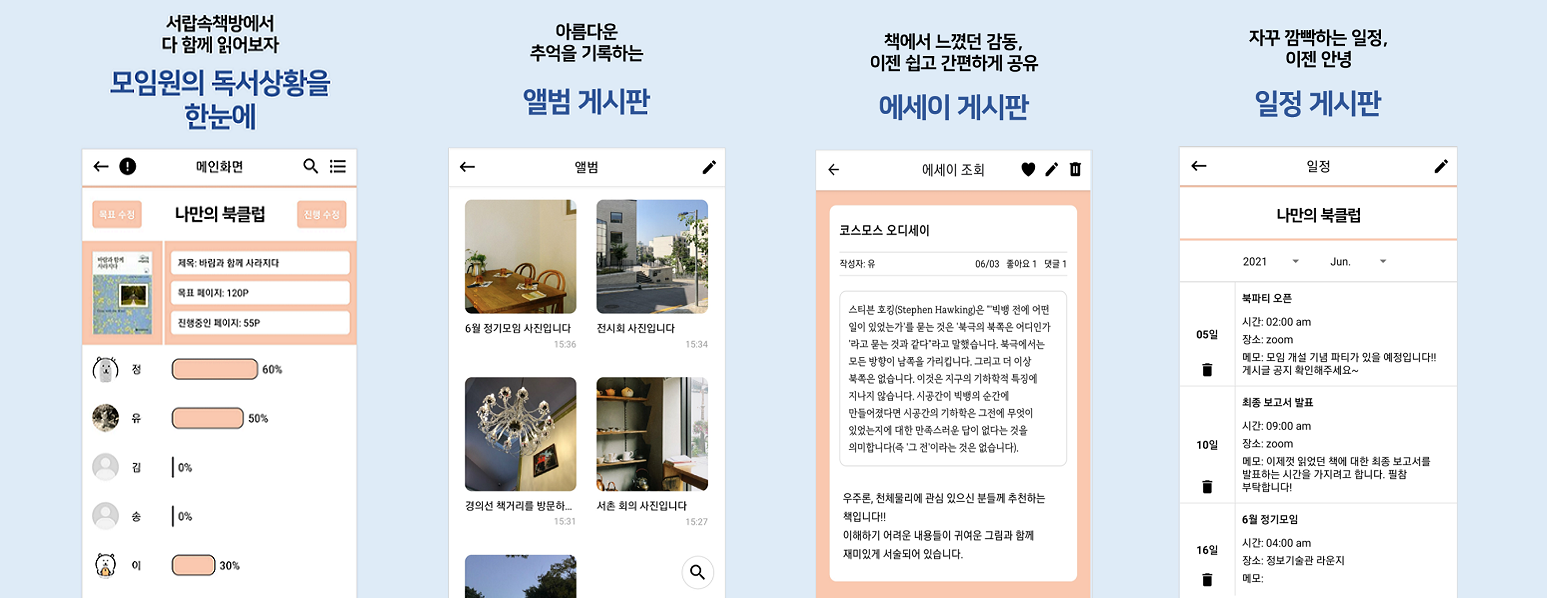 서랍속책방에서
다 함께 읽어보자
모임원의 독서상황을
한눈에
메인화면
목표 수정
나만의 북클럽
진행 수정
바람과 함께
사라지다
제목: 바람과 함께 사라지다
목표 페이지: 120P
진행중인 페이지: 55P
정 60%
유 50%
김 0%
송 0%
이 30%
아름다운
추억을 기록하는
앨범 게시판
앨범
6월 정기모임 사진입니다
15:36
전시회 사진입니다
15:34
경의선 책거리를 방문하...
15:31
서촌 회의 사진입니다
15:27
책에서 느꼈던 감동,
이젠 쉽고 간편하게 공유
에세이 게시판
에세이 조회
코스모스 오디세이
작성자: 유 06/03 좋아요 1 댓글 1
스티븐 호킹(Stephen Hawking)은 "'빅뱅 전에 어떤
일이 있었는가'를 묻는 것은 '북극의 북쪽은 어디인가
'라고 묻는 것과 같다"라고 말했습니다. 북극에서는
모든 방향이 남쪽을 가리킵니다. 그리고 더 이상
북쪽은 없습니다. 이것은 지구의 기하학적 특징에
지나지 않습니다. 시공간이 빅뱅의 순간에
만들어졌다면 시공간의 기하학은 그전에 무엇이
있었는지에 대한 만족스러운 답이 없다는 것을
의미합니다(즉 '그 전'이라는 것은 없습니다).
우주론, 천체물리에 관심 있으신 분들께 추천하는
책입니다!!
이해하기 어려운 내용들이 귀여운 그림과 함께
재미있게 서술되어 있습니다.
자꾸 깜빡하는 일정,
이젠 안녕
일정 게시판
일정
나만의 북클럽
2021 Jun.
05일
북파티 오픈
시간: 02:00 am
장소: zoom
메모: 모임 개설 기념 파티가 있을 예정입니다!!
게시글 공지 확인해주세요~
10일
최종 보고서 발표
시간: 09:00 am
장소: zoom
메모: 이제껏 읽었던 책에 대한 최종 보고서를
발표하는 시간을 가지려고 합니다. 필참
부탁합니다!
16일
6월 정기모임
시간: 04:00 am
장소: 정보기술관 라운지
메모: